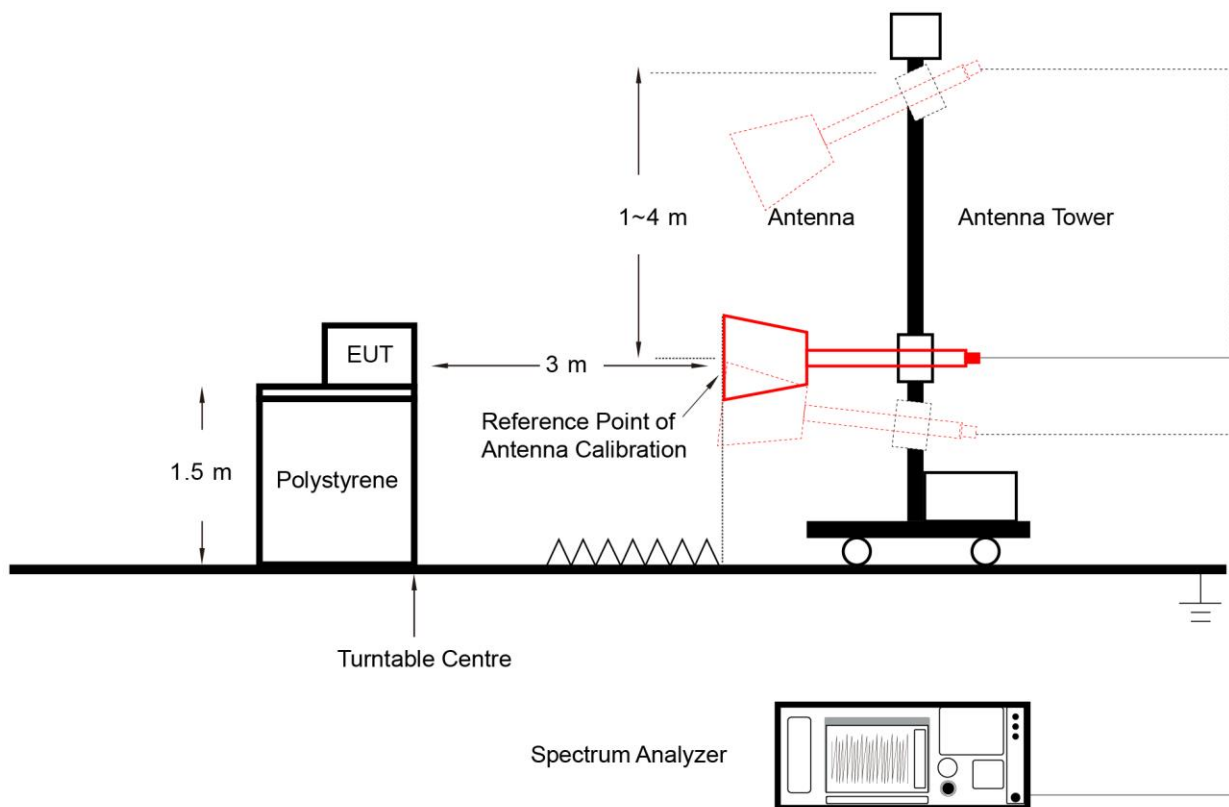 1~4 m
Antenna
Antenna Tower
EUT
3 m
Reference Point of
Antenna Calibration
1.5 m
Polystyrene
Turntable Centre
Spectrum Analyzer